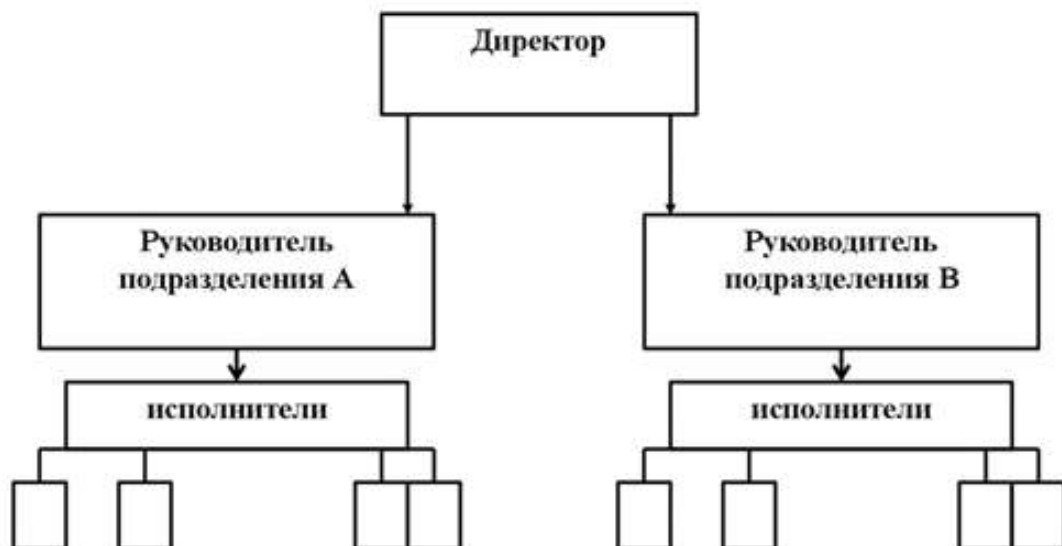 Директор
Руководитель
подразделения А
Руководитель
подразделения В
исполнители
исполнители